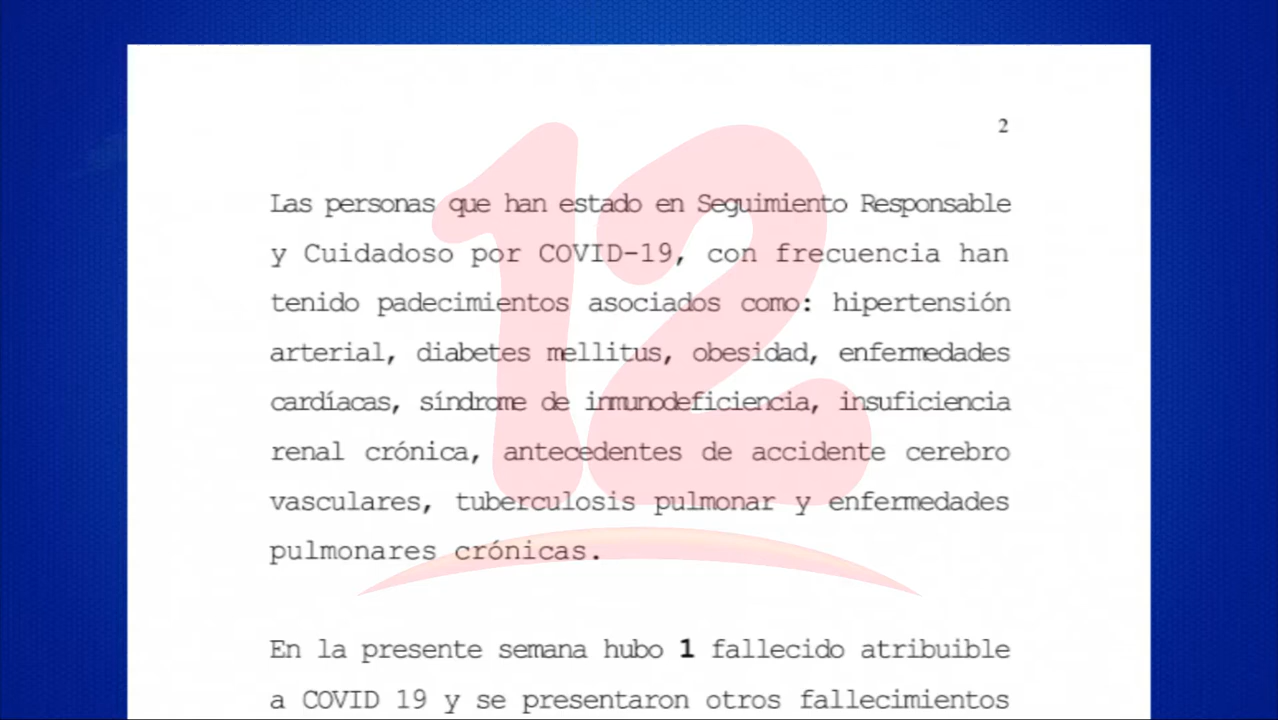 2
Las personas que han estado en Seguimiento Responsable
y Cuidadoso por COVID-19, con frecuencia han
tenido padecimientos asociados como: hipertensión
arterial, diabetes mellitus, obesidad, enfermedades
cardíacas, síndrome de inmunodeficiencia, insuficiencia
renal crónica, antecedentes de accidente cerebro
vasculares, tuberculosis pulmonar y enfermedades
pulmonares crónicas.
En la presente semana hubo 1 fallecido atribuible
a COVID 19 y se presentaron otros fallecimientos
12